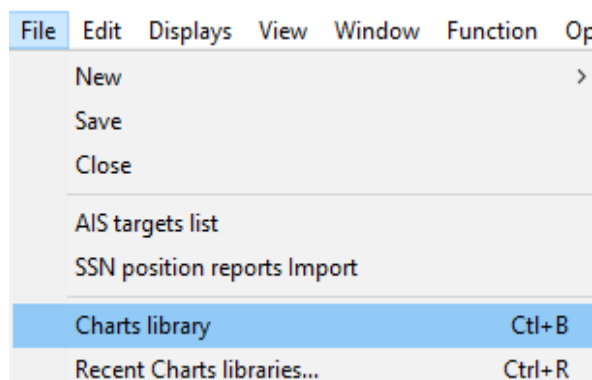 File Edit Displays View Window Function Op
New >
Save
Close
AIS targets list
SSN position reports Import
Charts library Ctl+B
Recent Charts libraries... Ctrl+R